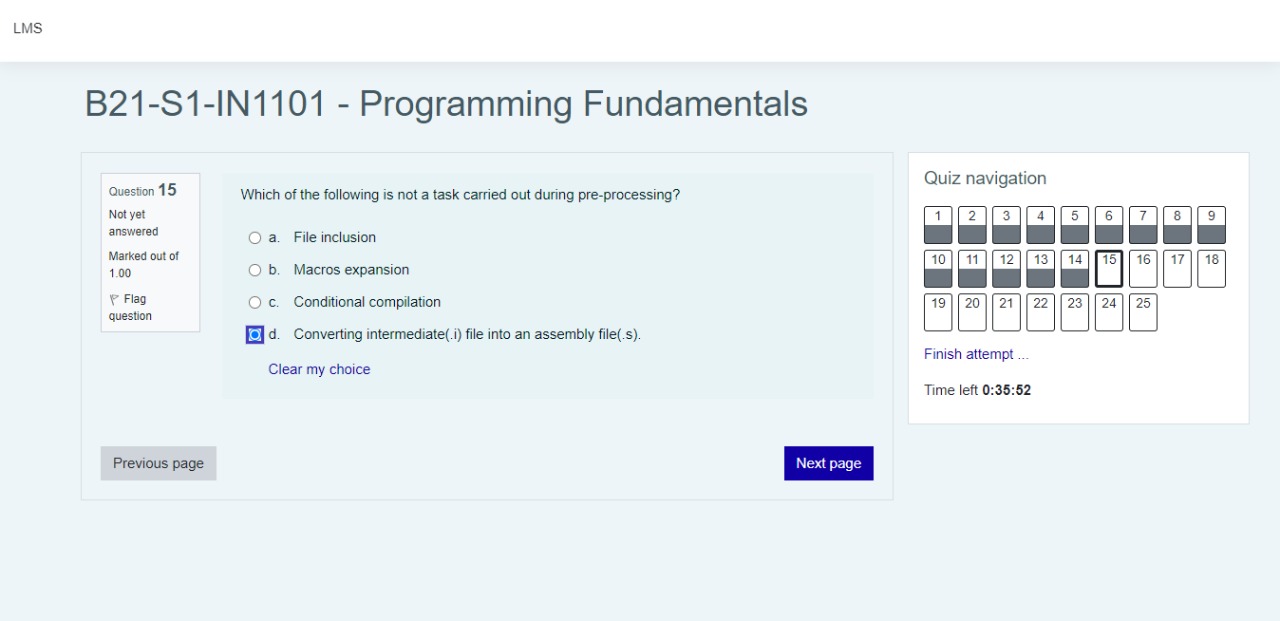 LMS
B21-S1-IN1101 - Programming Fundamentals
Question 15
Not yet
answered
Marked out of
1.00
Flag
question
Which of the following is not a task carried out during pre-processing?
a. File inclusion
b. Macros expansion
c. Conditional compilation
d. Converting intermediate(.i) file into an assembly file(.s).
Clear my choice
Previous page
Next page
Quiz navigation
1 2 3 4 5 6 7 8 9
10 11 12 13 14 15 16 17 18
19 20 21 22 23 24 25
Finish attempt ...
Time left 0:35:52